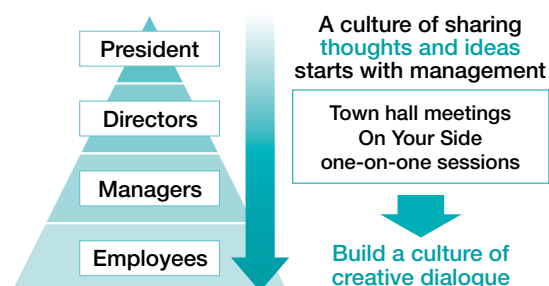 President
Directors
Managers
Employees
A culture of sharing
thoughts and ideas
starts with management
Town hall meetings
On Your Side
one-on-one sessions
Build a culture of
creative dialogue